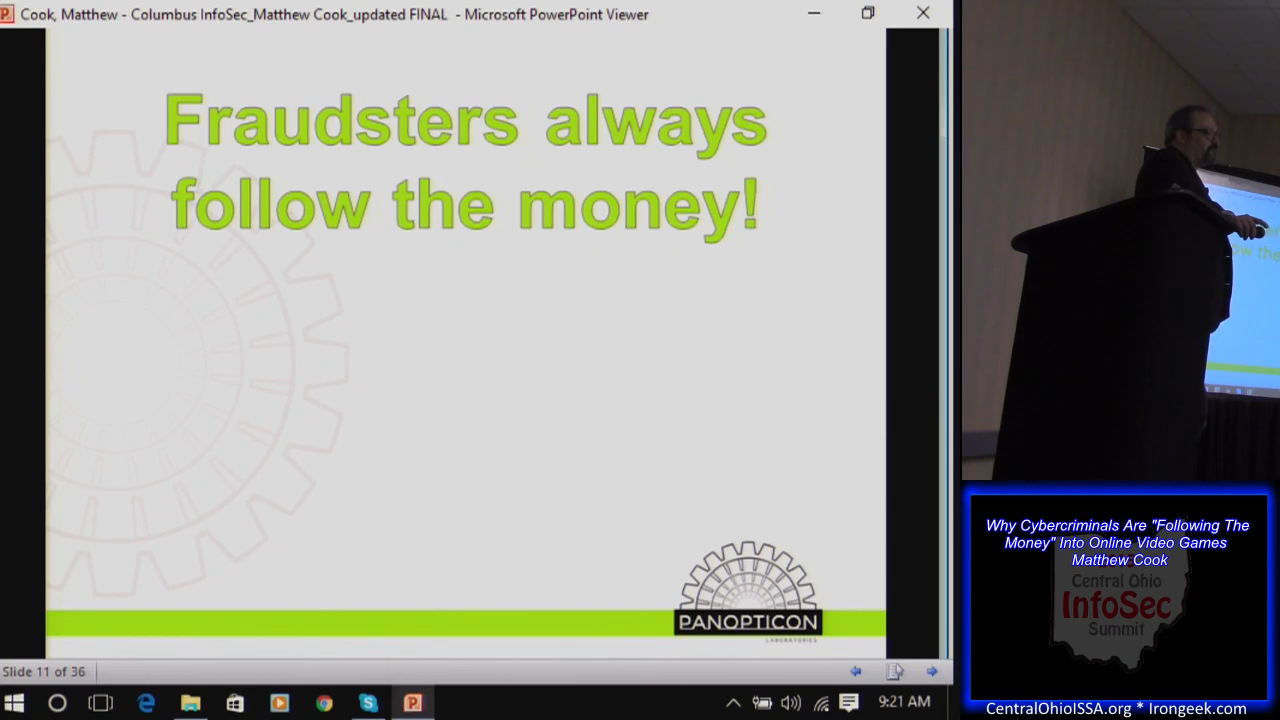 Cook, Matthew - Columbus InfoSec_Matthew Cook_updated FINAL - Microsoft PowerPoint Viewer
Fraudsters always
follow the money!
PANOPTICON
LABORATORIES
Slide 11 of 36
9:21 AM
Why Cybercriminals Are "Following The
Money" Into Online Video Games
Matthew Cook
Central Ohio
InfoSec
Summit
CentralOhioISSA.org * Irongeek.com